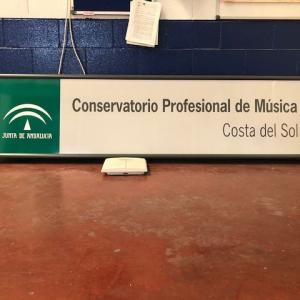 Conservatorio Profesional de Música
Costa del Sol
JUNTA DE ANDALUCIA